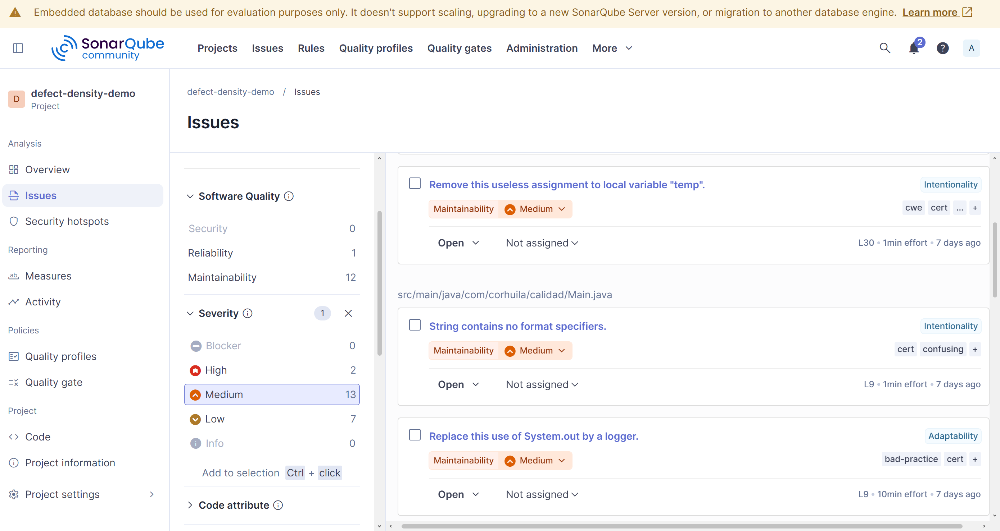 Embedded database should be used for evaluation purposes only. It doesn't support scaling, upgrading to a new SonarQube Server version, or migration to another database engine. Learn more
SonarQube
community
Projects
Issues
Rules
Quality profiles
Quality gates
Administration
More
2
?
A
D
defect-density-demo
Project
Analysis
Overview
Issues
Security hotspots
Reporting
Measures
Activity
Policies
Quality profiles
Quality gate
Project
Code
Project information
Project settings
defect-density-demo / Issues
Issues
Software Quality
Security 0
Reliability 1
Maintainability 12
Severity 1
Blocker 0
High 2
Medium 13
Low 7
Info 0
Add to selection Ctrl + click
Code attribute
Remove this useless assignment to local variable "temp". Intentionality
Maintainability Medium cwe cert ... +
Open Not assigned L30 • 1min effort • 7 days ago
src/main/java/com/corhuila/calidad/Main.java
String contains no format specifiers. Intentionality
Maintainability Medium cert confusing +
Open Not assigned L9 • 1min effort • 7 days ago
Replace this use of System.out by a logger. Adaptability
Maintainability Medium bad-practice cert +
Open Not assigned L9 • 10min effort • 7 days ago